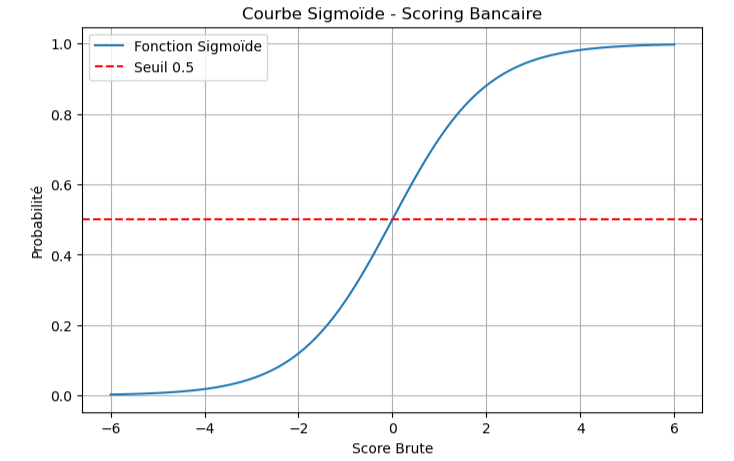 Courbe Sigmoïde - Scoring Bancaire
Fonction Sigmoïde
Seuil 0.5
1.0
0.8
0.6
0.4
0.2
0.0
Probabilité
−6
−4
−2
0
2
4
6
Score Brute